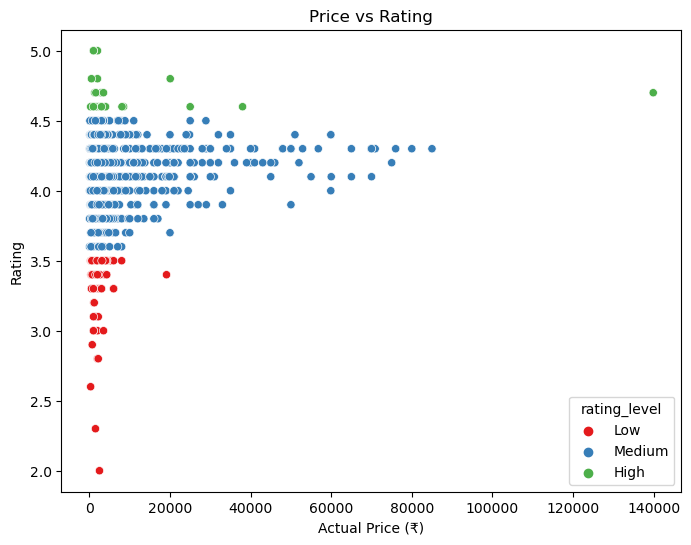 Price vs Rating
5.0
4.5
4.0
3.5
3.0
2.5
2.0
Rating
rating_level
Low
Medium
High
0 20000 40000 60000 80000 100000 120000 140000
Actual Price (₹)